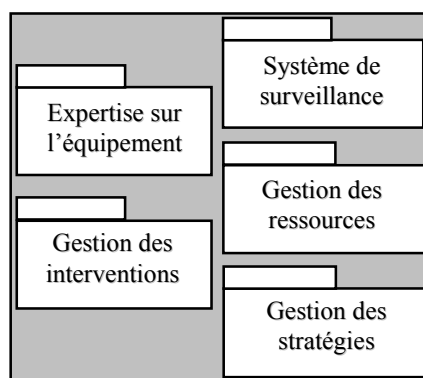 Système de
surveillance
Expertise sur
l'équipement
Gestion des
ressources
Gestion des
interventions
Gestion des
stratégies